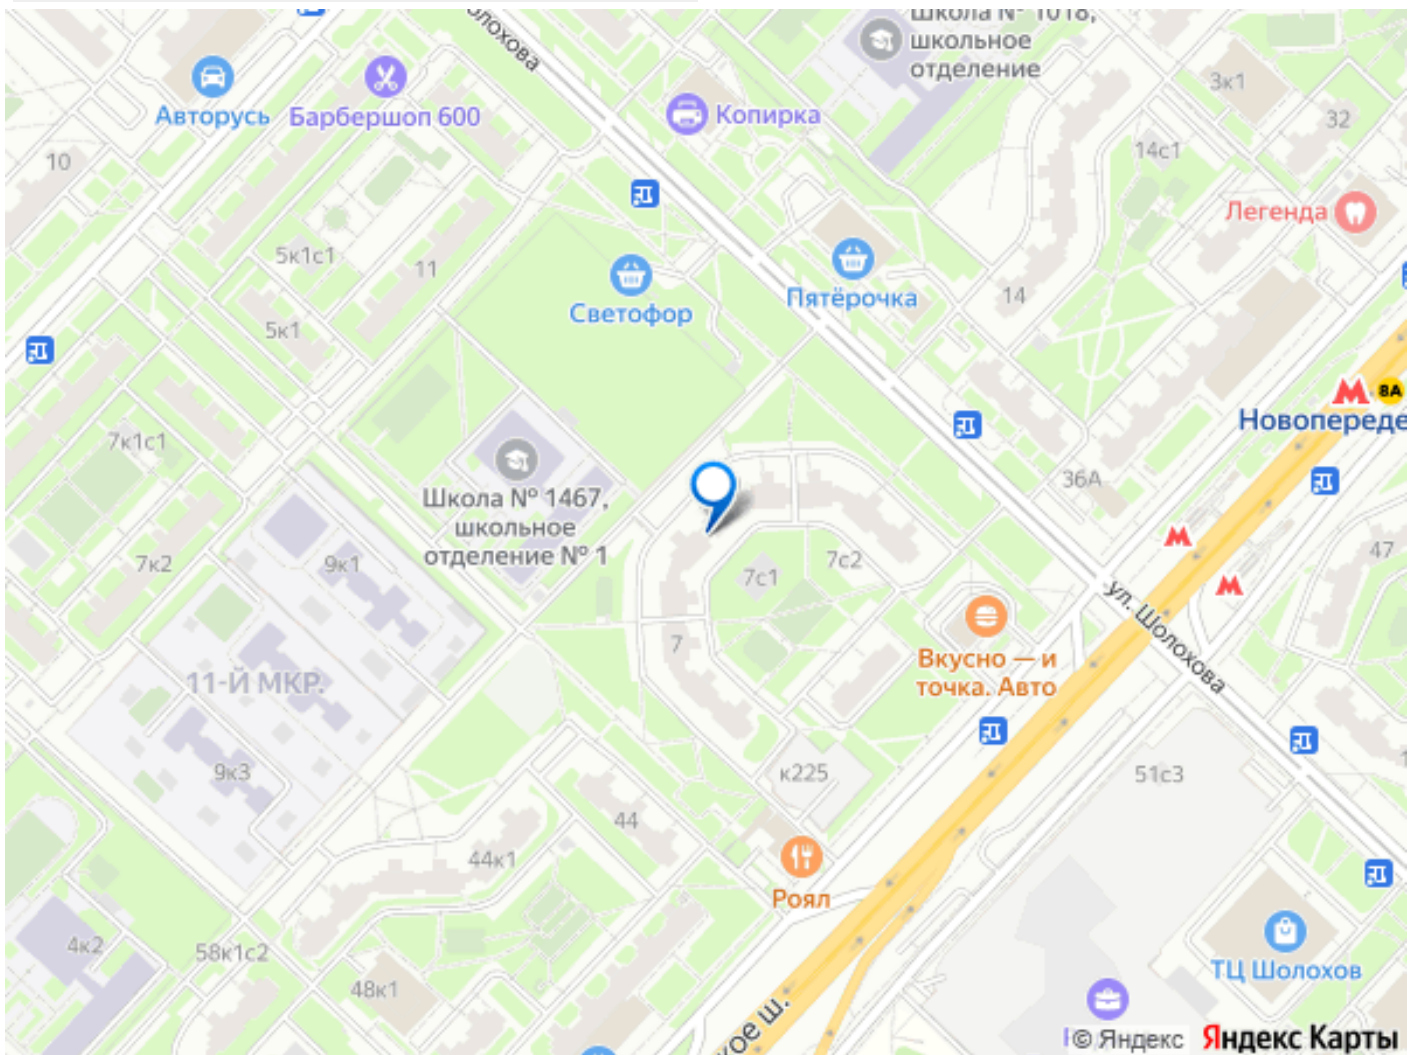 олохова
Школа № 1018,
школьное
отделение
Авторусь
Барбершоп 600
Копирка
3к1
32
10
14с1
Легенда
5к1с1
11
Пятёрочка
14
Светофор
5к1
8А
Новопереде
7к1с1
36А
Школа № 1467,
школьное
отделение № 1
7к2
9к1
7с1
7с2
47
ул. Шолохова
7
Вкусно — и
точка. Авто
11-Й МКР.
9к3
к225
51с3
44
44к1
Роял
4к2
58к1с2
48к1
ТЦ Шолохов
кое ш.
© Яндекс
Яндекс Карты